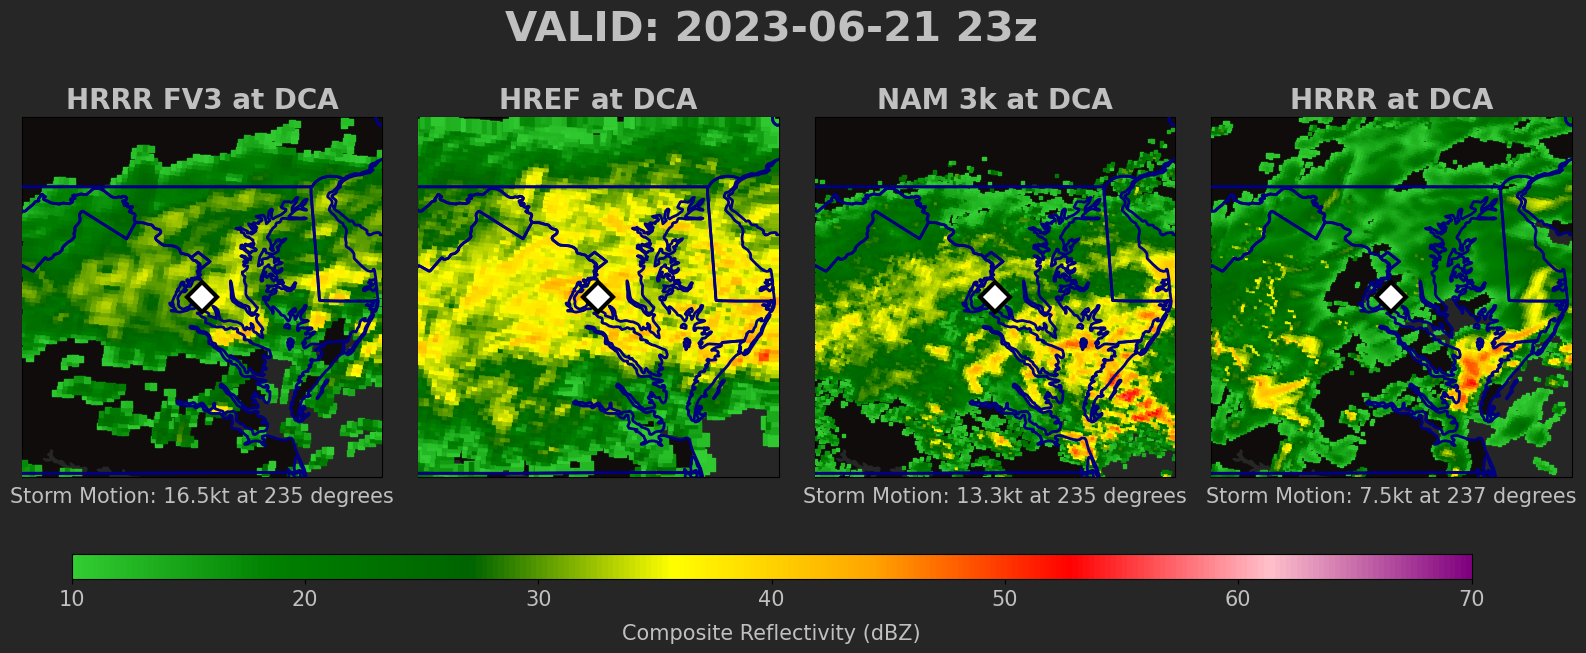 VALID: 2023-06-21 23z
HRRR FV3 at DCA
HREF at DCA
NAM 3k at DCA
HRRR at DCA
Storm Motion: 16.5kt at 235 degrees
Storm Motion: 13.3kt at 235 degrees
Storm Motion: 7.5kt at 237 degrees
10 20 30 40 50 60 70
Composite Reflectivity (dBZ)